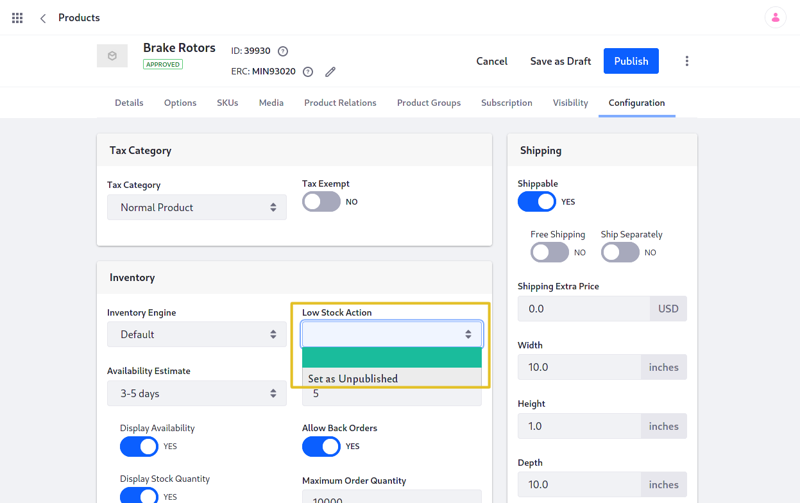 Products
Brake Rotors
APPROVED
ID: 39930
ERC: MIN93020
Cancel
Save as Draft
Publish
Details
Options
SKUs
Media
Product Relations
Product Groups
Subscription
Visibility
Configuration
Tax Category
Tax Category
Normal Product
Tax Exempt
NO
Inventory
Inventory Engine
Default
Low Stock Action
Set as Unpublished
Availability Estimate
3-5 days
5
Display Availability
YES
Allow Back Orders
YES
Display Stock Quantity
YES
Maximum Order Quantity
10000
Shipping
Shippable
YES
Free Shipping
NO
Ship Separately
NO
Shipping Extra Price
0.0
USD
Width
10.0
inches
Height
1.0
inches
Depth
10.0
inches